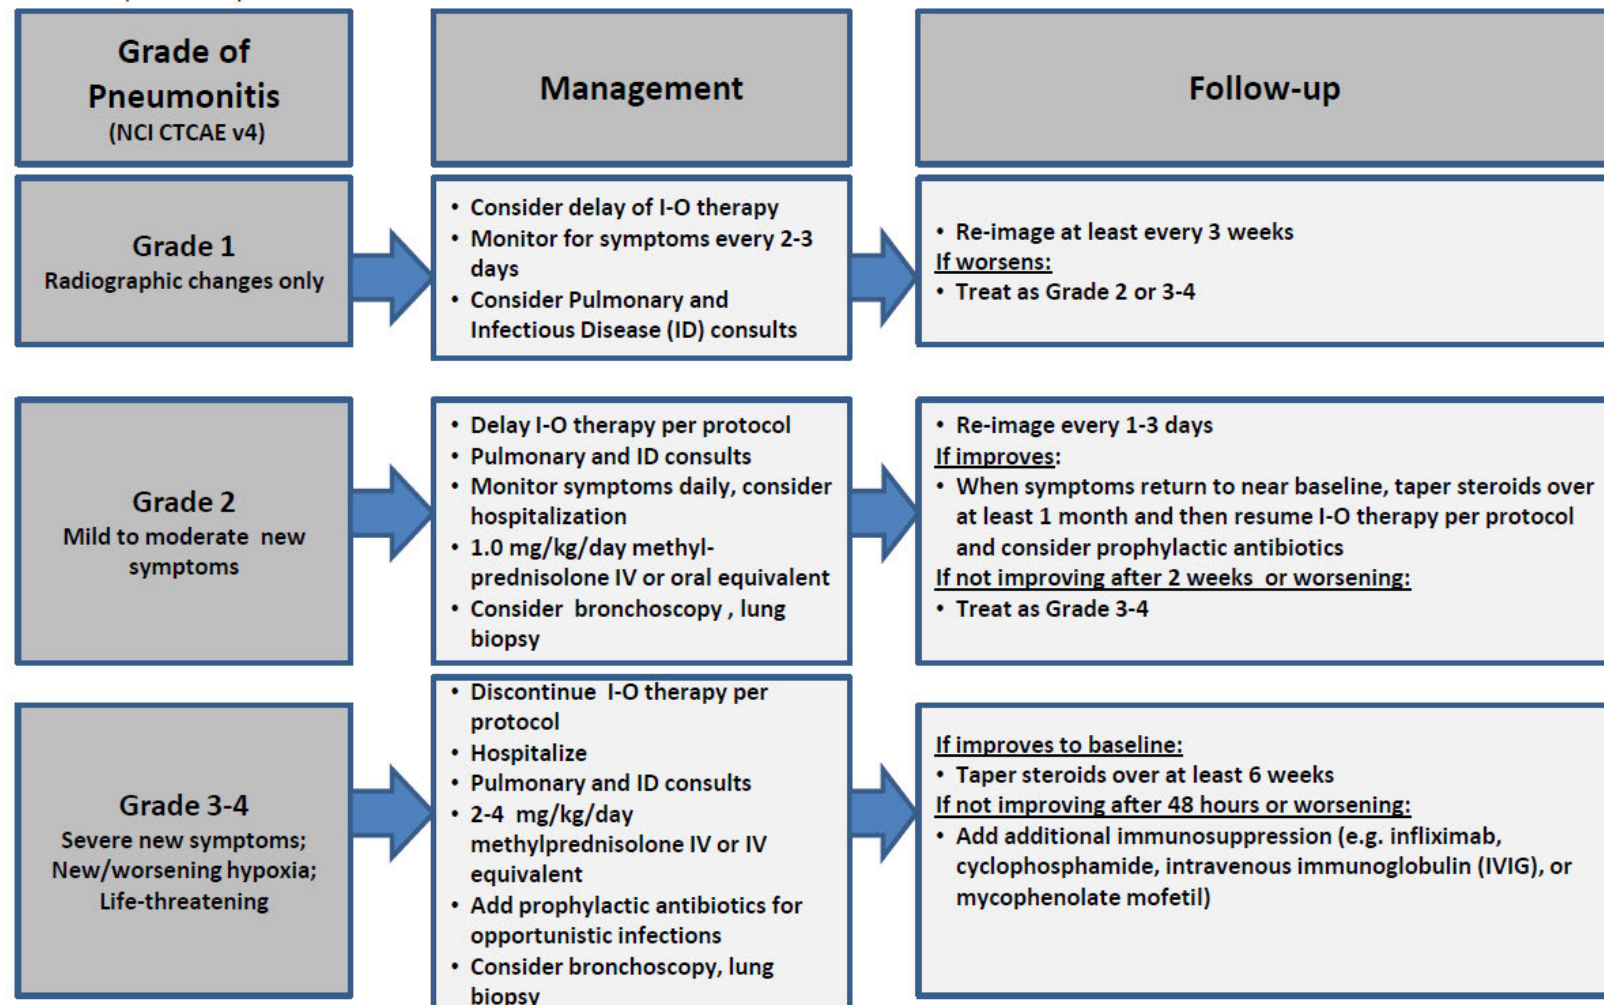 Grade of
Pneumonitis
(NCI CTCAE v4)
Management
Follow-up
Grade 1
Radiographic changes only
• Consider delay of I-O therapy
• Monitor for symptoms every 2-3
days
• Consider Pulmonary and
Infectious Disease (ID) consults
• Re-image at least every 3 weeks
If worsens:
• Treat as Grade 2 or 3-4
Grade 2
Mild to moderate new
symptoms
• Delay I-O therapy per protocol
• Pulmonary and ID consults
• Monitor symptoms daily, consider
hospitalization
• 1.0 mg/kg/day methyl-
prednisolone IV or oral equivalent
• Consider bronchoscopy , lung
biopsy
• Re-image every 1-3 days
If improves:
• When symptoms return to near baseline, taper steroids over
at least 1 month and then resume I-O therapy per protocol
and consider prophylactic antibiotics
If not improving after 2 weeks or worsening:
• Treat as Grade 3-4
Grade 3-4
Severe new symptoms;
New/worsening hypoxia;
Life-threatening
• Discontinue I-O therapy per
protocol
• Hospitalize
• Pulmonary and ID consults
• 2-4 mg/kg/day
methylprednisolone IV or IV
equivalent
• Add prophylactic antibiotics for
opportunistic infections
• Consider bronchoscopy, lung
biopsy
If improves to baseline:
• Taper steroids over at least 6 weeks
If not improving after 48 hours or worsening:
• Add additional immunosuppression (e.g. infliximab,
cyclophosphamide, intravenous immunoglobulin (IVIG), or
mycophenolate mofetil)